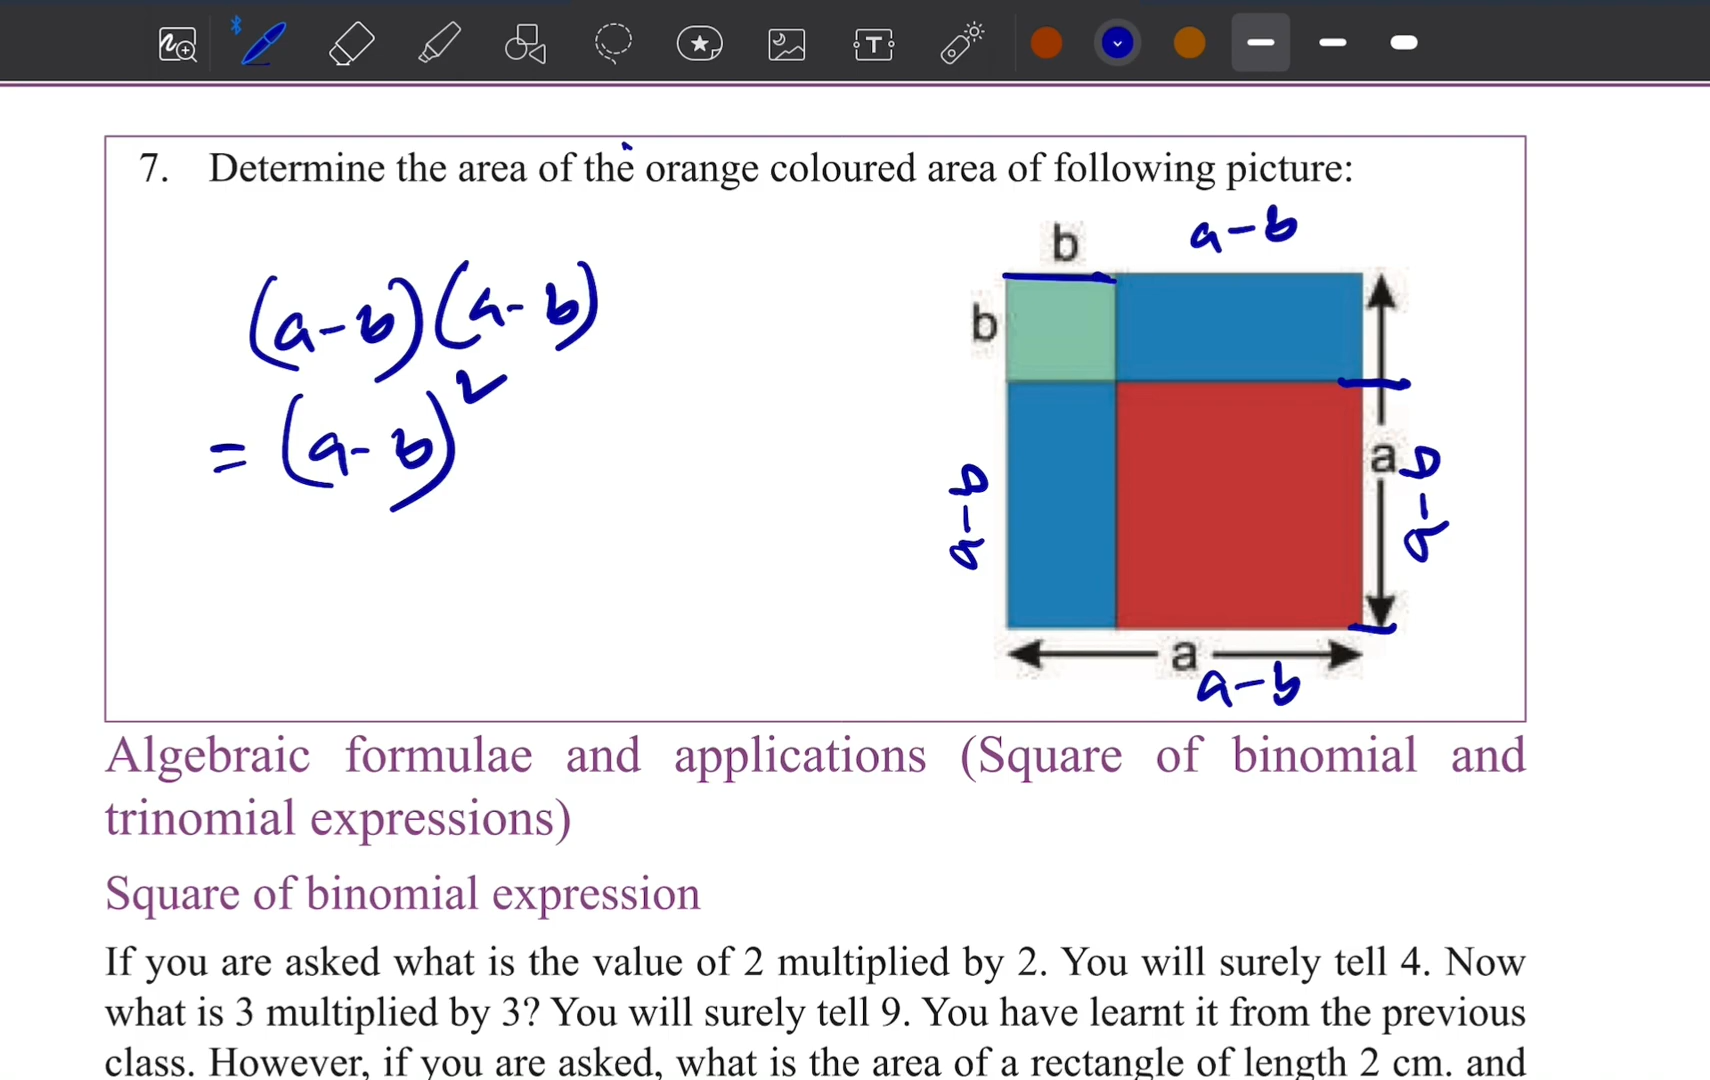 7. Determine the area of the orange coloured area of following picture:
(a-b)(a-b)
= (a-b)²
b
a-b
b
a-b
a
a-b
a
a-b
Algebraic formulae and applications (Square of binomial and
trinomial expressions)
Square of binomial expression
If you are asked what is the value of 2 multiplied by 2. You will surely tell 4. Now
what is 3 multiplied by 3? You will surely tell 9. You have learnt it from the previous
class. However, if you are asked, what is the area of a rectangle of length 2 cm. and